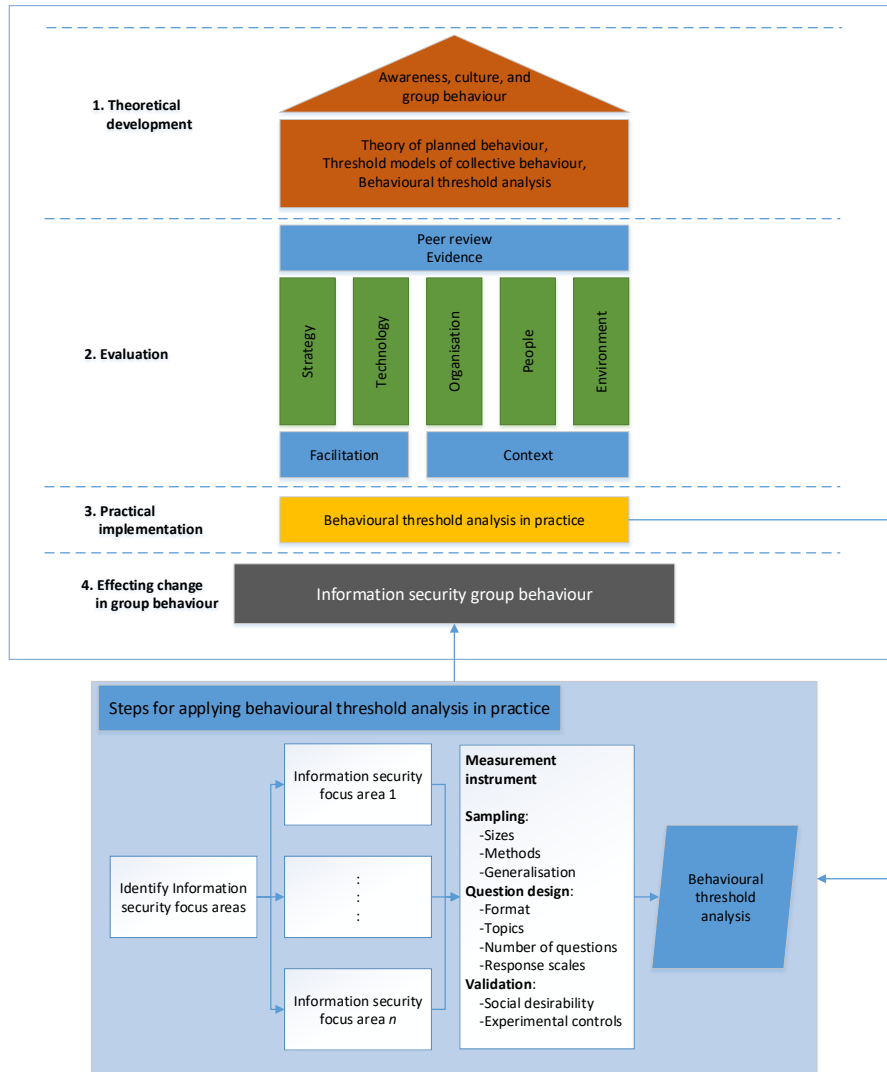 1. Theoretical
development
Awareness, culture, and
group behaviour
Theory of planned behaviour,
Threshold models of collective behaviour,
Behavioural threshold analysis
2. Evaluation
Peer review
Evidence
Strategy
Technology
Organisation
People
Environment
Facilitation
Context
3. Practical
implementation
Behavioural threshold analysis in practice
4. Effecting change
in group behaviour
Information security group behaviour
Steps for applying behavioural threshold analysis in practice
Identify Information
security focus areas
Information security
focus area 1
:
:
:
Information security
focus area n
Measurement
instrument
Sampling:
-Sizes
-Methods
-Generalisation
Question design:
-Format
-Topics
-Number of questions
-Response scales
Validation:
-Social desirability
-Experimental controls
Behavioural
threshold
analysis